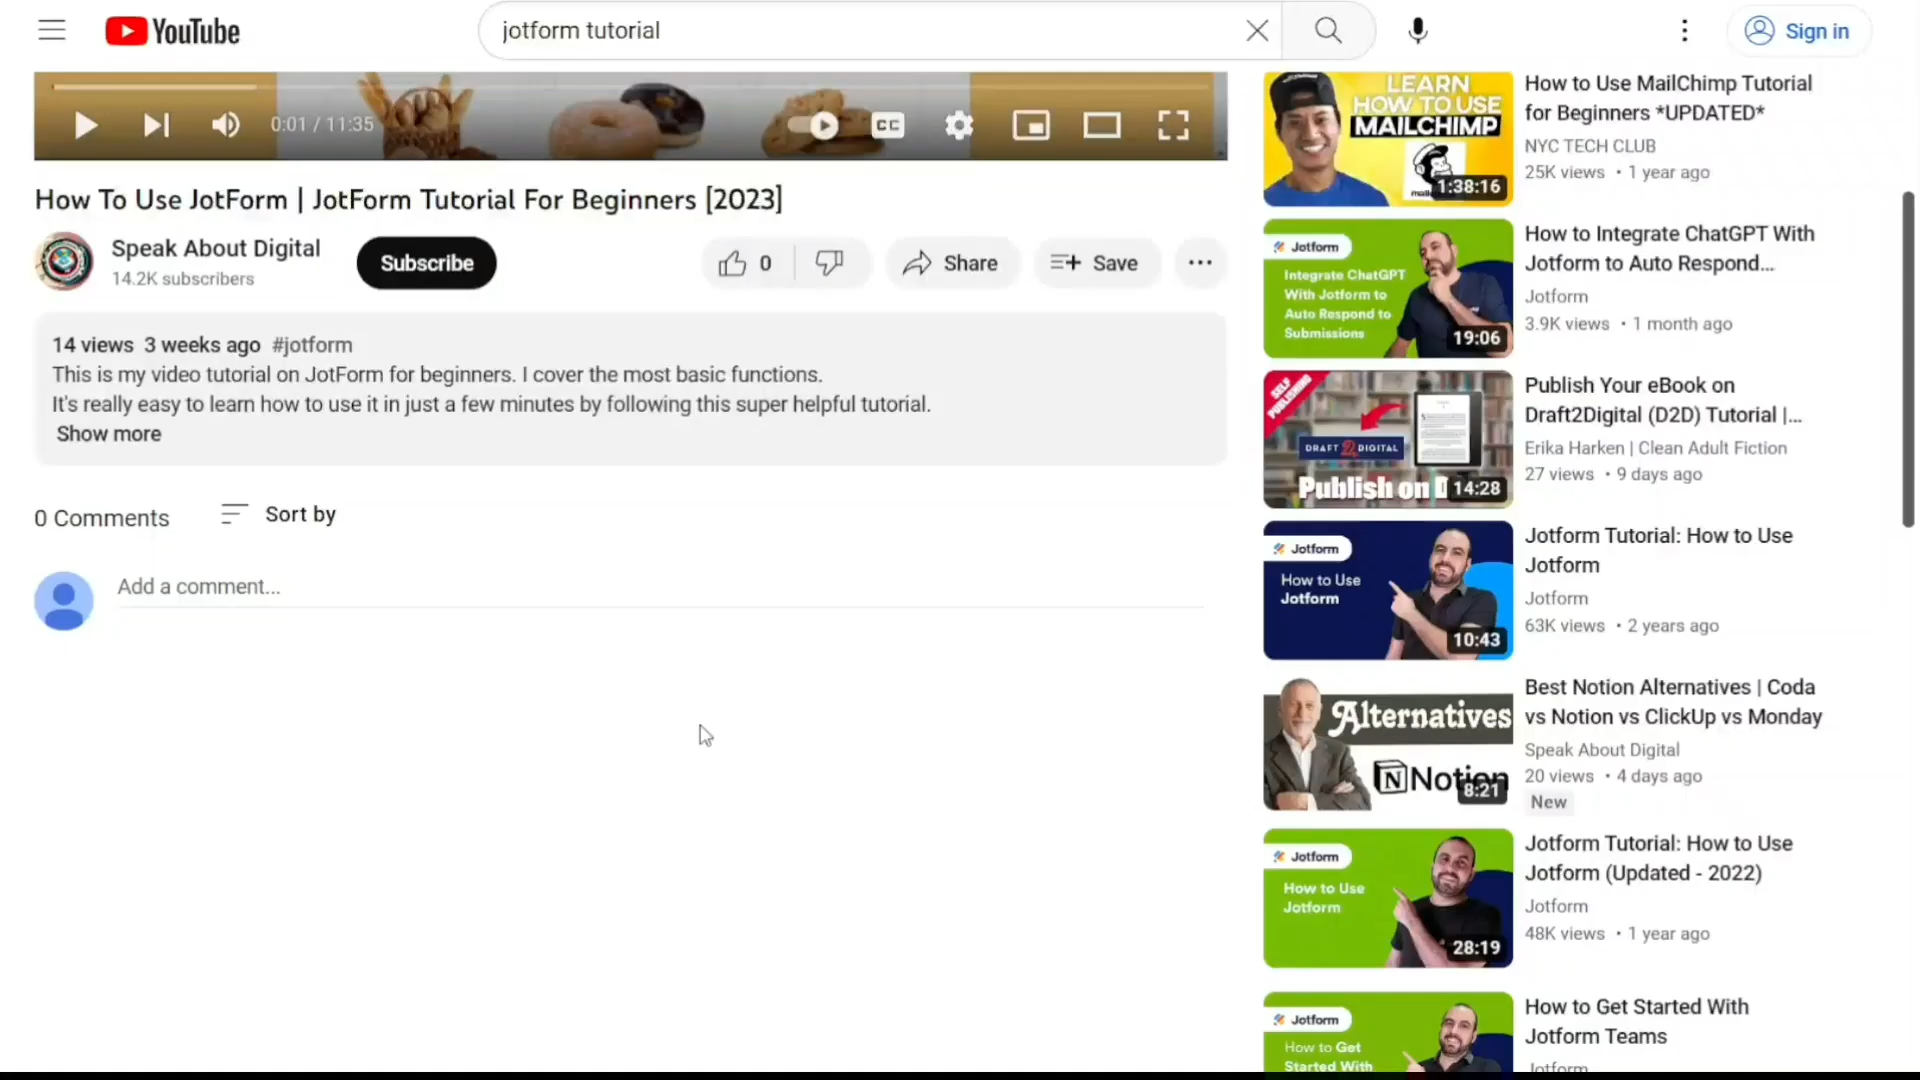 YouTube
jotform tutorial
Sign in
0:01 / 11:35
CC
How To Use JotForm | JotForm Tutorial For Beginners [2023]
Speak About Digital
14.2K subscribers
Subscribe
0
Share
Save
14 views 3 weeks ago #jotform
This is my video tutorial on JotForm for beginners. I cover the most basic functions.
It's really easy to learn how to use it in just a few minutes by following this super helpful tutorial.
Show more
0 Comments
Sort by
Add a comment...
LEARN
HOW TO USE
MAILCHIMP
1:38:16
How to Use MailChimp Tutorial
for Beginners *UPDATED*
NYC TECH CLUB
25K views • 1 year ago
Jotform
Integrate ChatGPT
With Jotform to
Auto Respond to
Submissions
19:06
How to Integrate ChatGPT With
Jotform to Auto Respond...
Jotform
3.9K views • 1 month ago
SELF
PUBLISHING
DRAFT 2 DIGITAL
Publish on D
14:28
Publish Your eBook on
Draft2Digital (D2D) Tutorial |...
Erika Harken | Clean Adult Fiction
27 views • 9 days ago
Jotform
How to Use
Jotform
10:43
Jotform Tutorial: How to Use
Jotform
Jotform
63K views • 2 years ago
Alternatives
Notion
8:21
Best Notion Alternatives | Coda
vs Notion vs ClickUp vs Monday
Speak About Digital
20 views • 4 days ago
New
Jotform
How to Use
Jotform
28:19
Jotform Tutorial: How to Use
Jotform (Updated - 2022)
Jotform
48K views • 1 year ago
Jotform
How to Get
Started With
How to Get Started With
Jotform Teams
Jotform